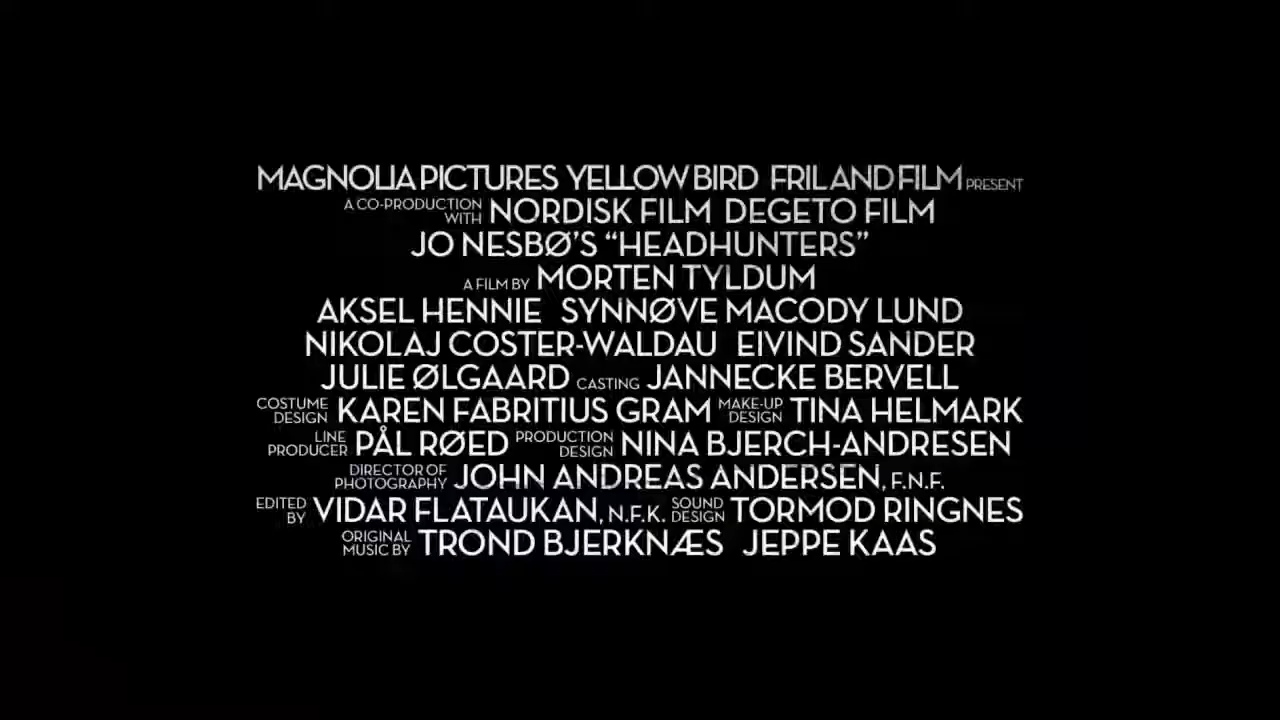 MAGNOLIA PICTURES YELLOW BIRD FRILAND FILM PRESENT
A CO-PRODUCTION WITH NORDISK FILM DEGETO FILM
JO NESBØ'S “HEADHUNTERS”
A FILM BY MORTEN TYLDUM
AKSEL HENNIE SYNNØVE MACODY LUND
NIKOLAJ COSTER-WALDAU EIVIND SANDER
JULIE ØLGAARD CASTING JANNECKE BERVELL
COSTUME DESIGN KAREN FABRITIUS GRAM MAKE-UP DESIGN TINA HELMARK
LINE PRODUCER PÅL RØED PRODUCTION DESIGN NINA BJERCH-ANDRESEN
DIRECTOR OF PHOTOGRAPHY JOHN ANDREAS ANDERSEN, F.N.F.
EDITED BY VIDAR FLATAUKAN, N.F.K. SOUND DESIGN TORMOD RINGNES
ORIGINAL MUSIC BY TROND BJERKNÆS JEPPE KAAS